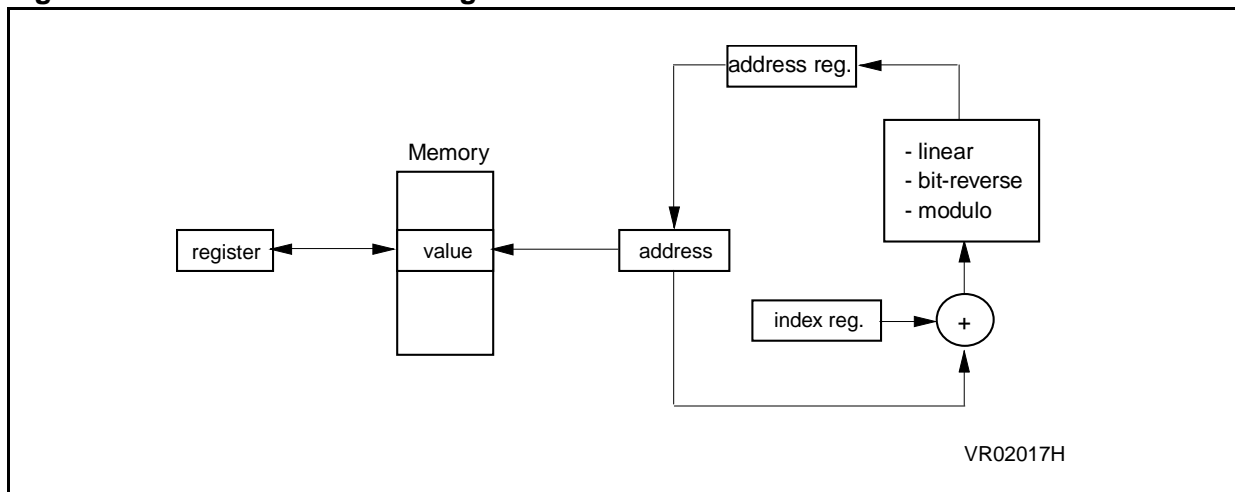 address reg.
- linear
- bit-reverse
- modulo
Memory
register
value
address
index reg.
+
VR02017H